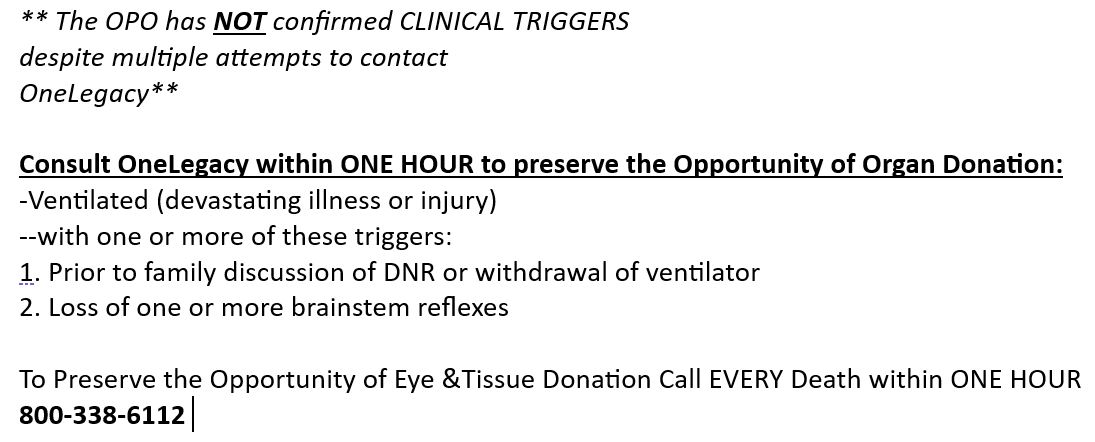 ** The OPO has NOT confirmed CLINICAL TRIGGERS
despite multiple attempts to contact
OneLegacy**
Consult OneLegacy within ONE HOUR to preserve the Opportunity of Organ Donation:
-Ventilated (devastating illness or injury)
--with one or more of these triggers:
1. Prior to family discussion of DNR or withdrawal of ventilator
2. Loss of one or more brainstem reflexes
To Preserve the Opportunity of Eye &Tissue Donation Call EVERY Death within ONE HOUR
800-338-6112